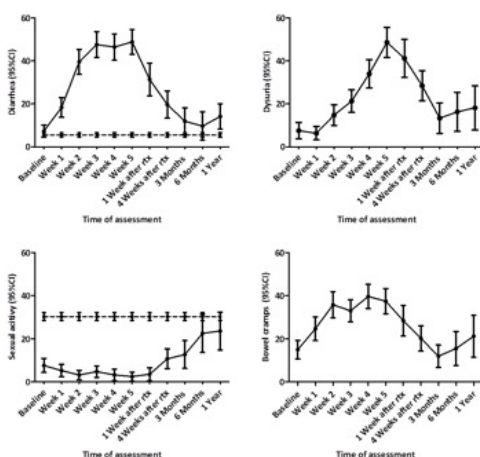 Diarrhea (95%CI)
60
40
20
0
Baseline
Week 1
Week 2
Week 3
Week 4
Week 5
1 Week after rtx
4 Weeks after rtx
3 Months
6 Months
1 Year
Time of assessment
Dysuria (95%CI)
60
40
20
0
Baseline
Week 1
Week 2
Week 3
Week 4
Week 5
1 Week after rtx
4 Weeks after rtx
3 Months
6 Months
1 Year
Time of assessment
Sexual acitivy (95%CI)
60
40
20
0
Baseline
Week 1
Week 2
Week 3
Week 4
Week 5
1 Week after rtx
4 Weeks after rtx
3 Months
6 Months
1 Year
Time of assessment
Bowel cramps (95%CI)
60
40
20
0
Baseline
Week 1
Week 2
Week 3
Week 4
Week 5
1 Week after rtx
4 Weeks after rtx
3 Months
6 Months
1 Year
Time of assessment